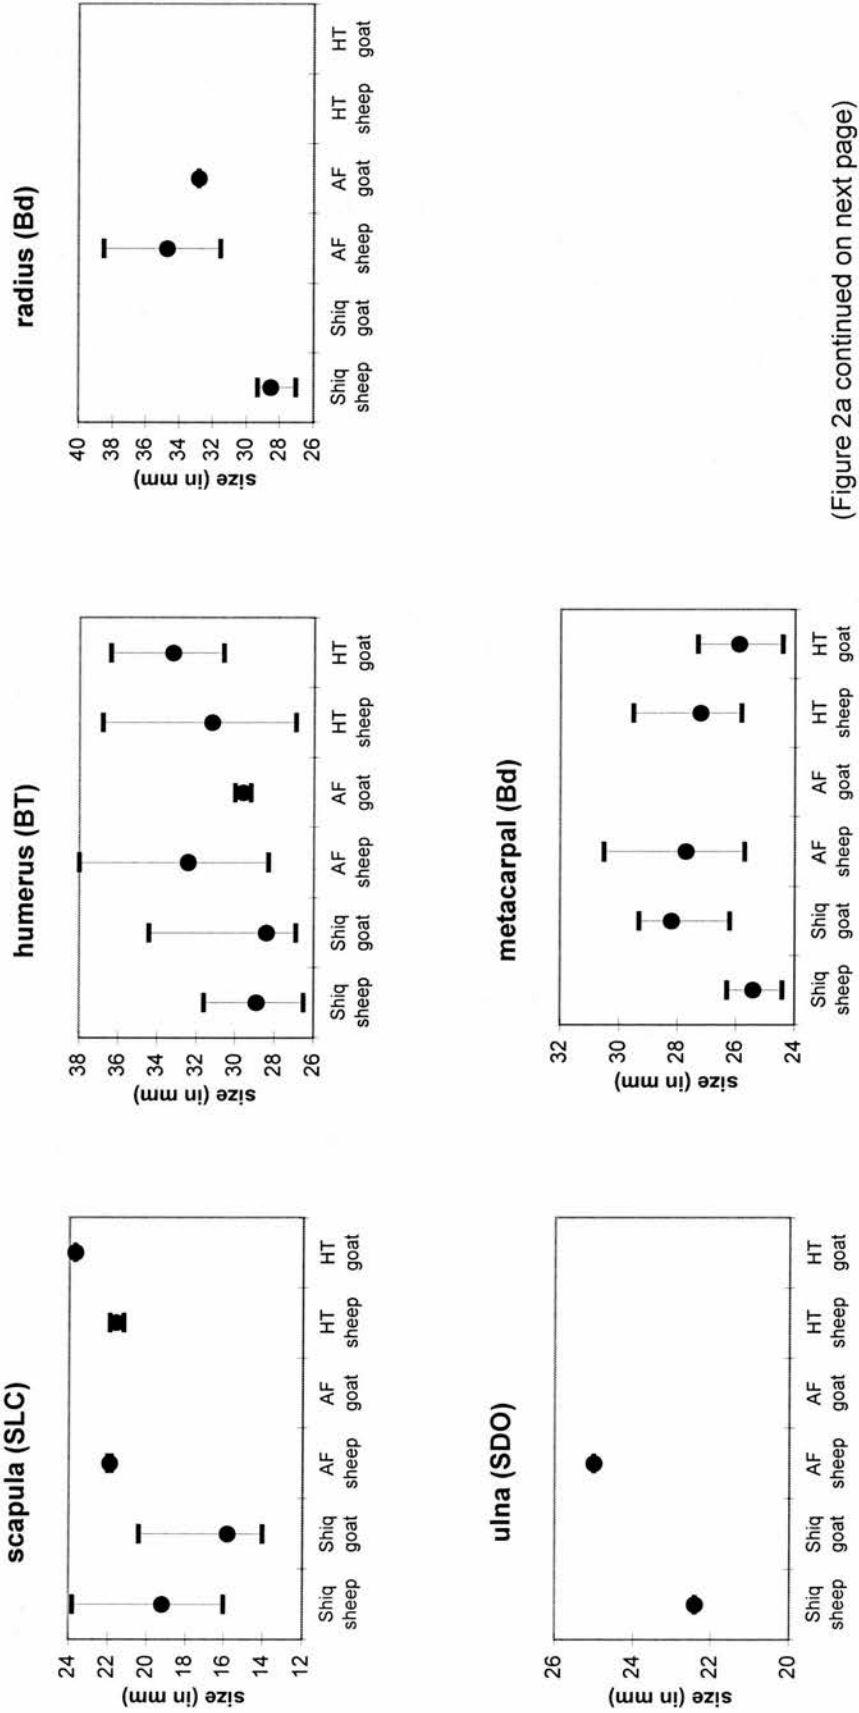 scapula (SLC)
size (in mm)
24
22
20
18
16
14
12
Shiq sheep
Shiq goat
AF sheep
AF goat
HT sheep
HT goat
humerus (BT)
size (in mm)
38
36
34
32
30
28
26
Shiq sheep
Shiq goat
AF sheep
AF goat
HT sheep
HT goat
radius (Bd)
size (in mm)
40
38
36
34
32
30
28
26
Shiq sheep
Shiq goat
AF sheep
AF goat
HT sheep
HT goat
ulna (SDO)
size (in mm)
26
24
22
20
Shiq sheep
Shiq goat
AF sheep
AF goat
HT sheep
HT goat
metacarpal (Bd)
size (in mm)
32
30
28
26
24
Shiq sheep
Shiq goat
AF sheep
AF goat
HT sheep
HT goat
(Figure 2a continued on next page)